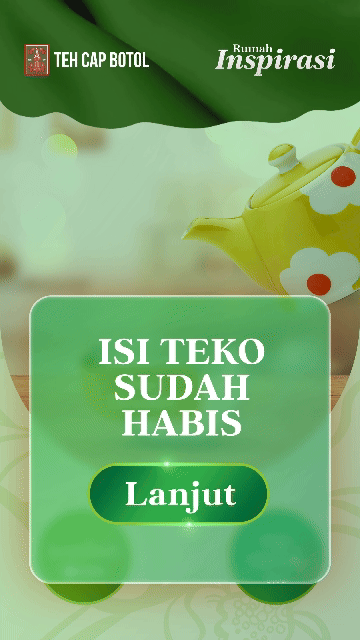 TEH CAP BOTOL
Rumah
Inspirasi
ISI TEKO
SUDAH
HABIS
Lanjut